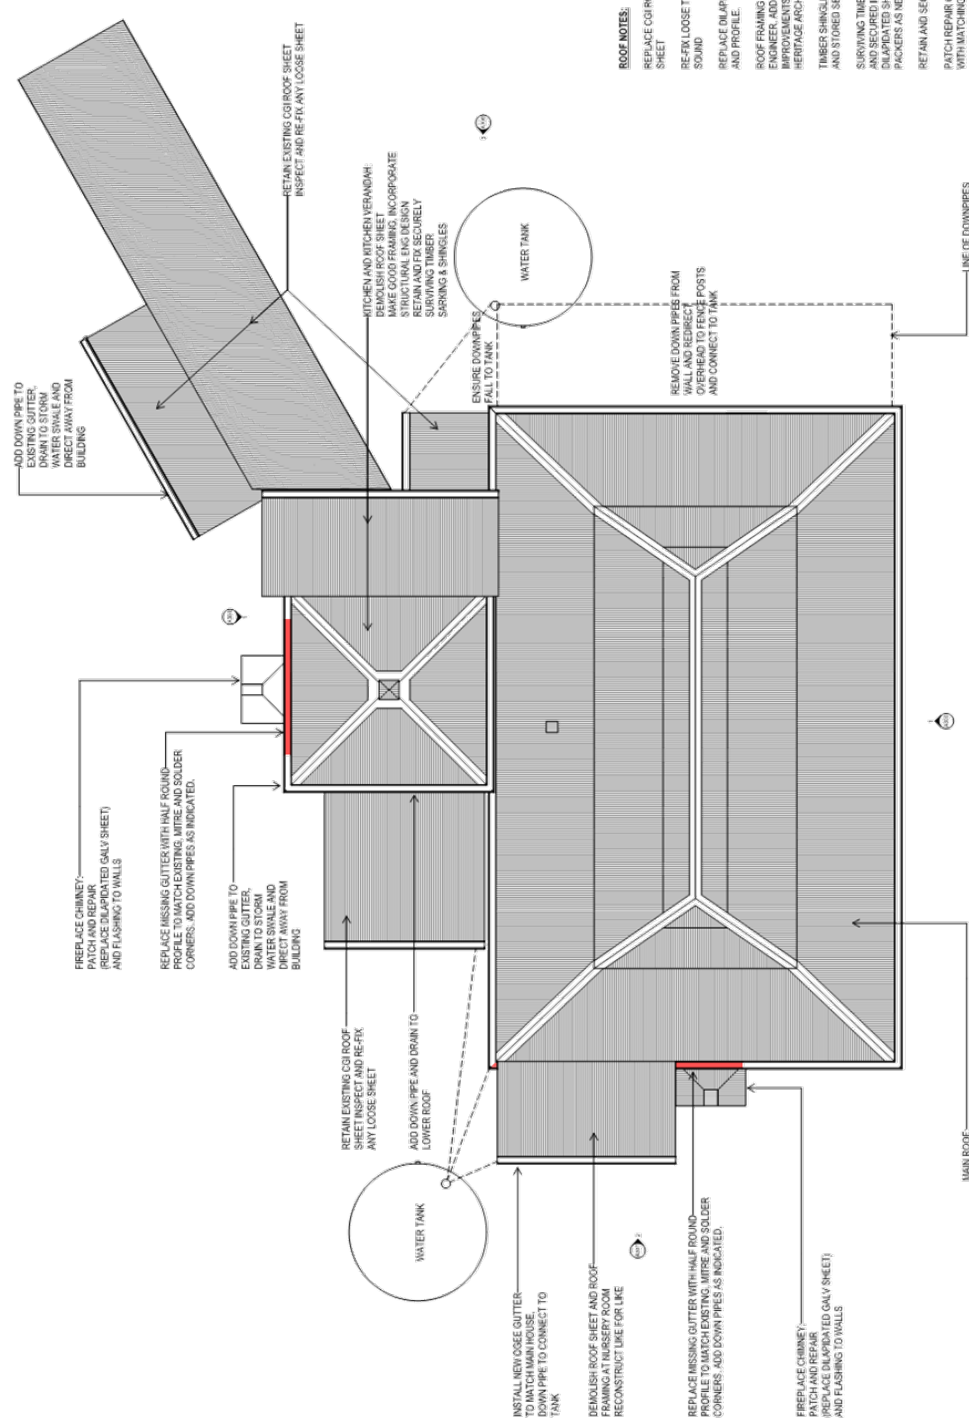 ADD DOWN PIPE TO
EXISTING GUTTER,
DRAIN TO STORM
WATER SWALE AND
DIRECT AWAY FROM
BUILDING
RETAIN EXISTING CGI ROOF SHEET
INSPECT AND RE-FIX ANY LOOSE SHEET
KITCHEN AND KITCHEN VERANDAH:
DEMOLISH ROOF SHEET
MAKE GOOD FRAMING, INCORPORATE
STRUCTURAL ENG DESIGN
RETAIN AND FIX SECURELY
SURVIVING TIMBER
SARKING & SHINGLES
WATER TANK
ENSURE DOWNPIPES
FALL TO TANK
REMOVE DOWN PIPES FROM
WALL AND REDIRECT
OVERHEAD TO FENCE POSTS
AND CONNECT TO TANK
LINE OF DOWNPIPES
FIREPLACE CHIMNEY:
PATCH AND REPAIR
(REPLACE DILAPIDATED GALV SHEET)
AND FLASHING TO WALLS
REPLACE MISSING GUTTER WITH HALF ROUND
PROFILE TO MATCH EXISTING, MITRE AND SOLDER
CORNERS. ADD DOWN PIPES AS INDICATED.
ADD DOWN PIPE TO
EXISTING GUTTER,
DRAIN TO STORM
WATER SWALE AND
DIRECT AWAY FROM
BUILDING
RETAIN EXISTING CGI ROOF
SHEET INSPECT AND RE-FIX
ANY LOOSE SHEET
ADD DOWN PIPE AND DRAIN TO
LOWER ROOF
WATER TANK
INSTALL NEW OGEE GUTTER
TO MATCH MAIN HOUSE,
DOWN PIPE TO CONNECT TO
TANK
DEMOLISH ROOF SHEET AND ROOF
FRAMING AT NURSERY ROOM
RECONSTRUCT LIKE FOR LIKE
REPLACE MISSING GUTTER WITH HALF ROUND
PROFILE TO MATCH EXISTING, MITRE AND SOLDER
CORNERS. ADD DOWN PIPES AS INDICATED.
FIREPLACE CHIMNEY:
PATCH AND REPAIR
(REPLACE DILAPIDATED GALV SHEET)
AND FLASHING TO WALLS
MAIN ROOF
ROOF NOTES:
REPLACE CGI
SHEET
RE-FIX LOOSE
SOUND
REPLACE
AND PROFILE.
ROOF FRAMING
ENGINEER,
IMPROVEMENTS
HERITAGE
TIMBER
AND STORED
SURVIVING
AND SECURED
DILAPIDATED
PACKERS AS
RETAIN AND
PATCH REPAIR
WITH MATCHING